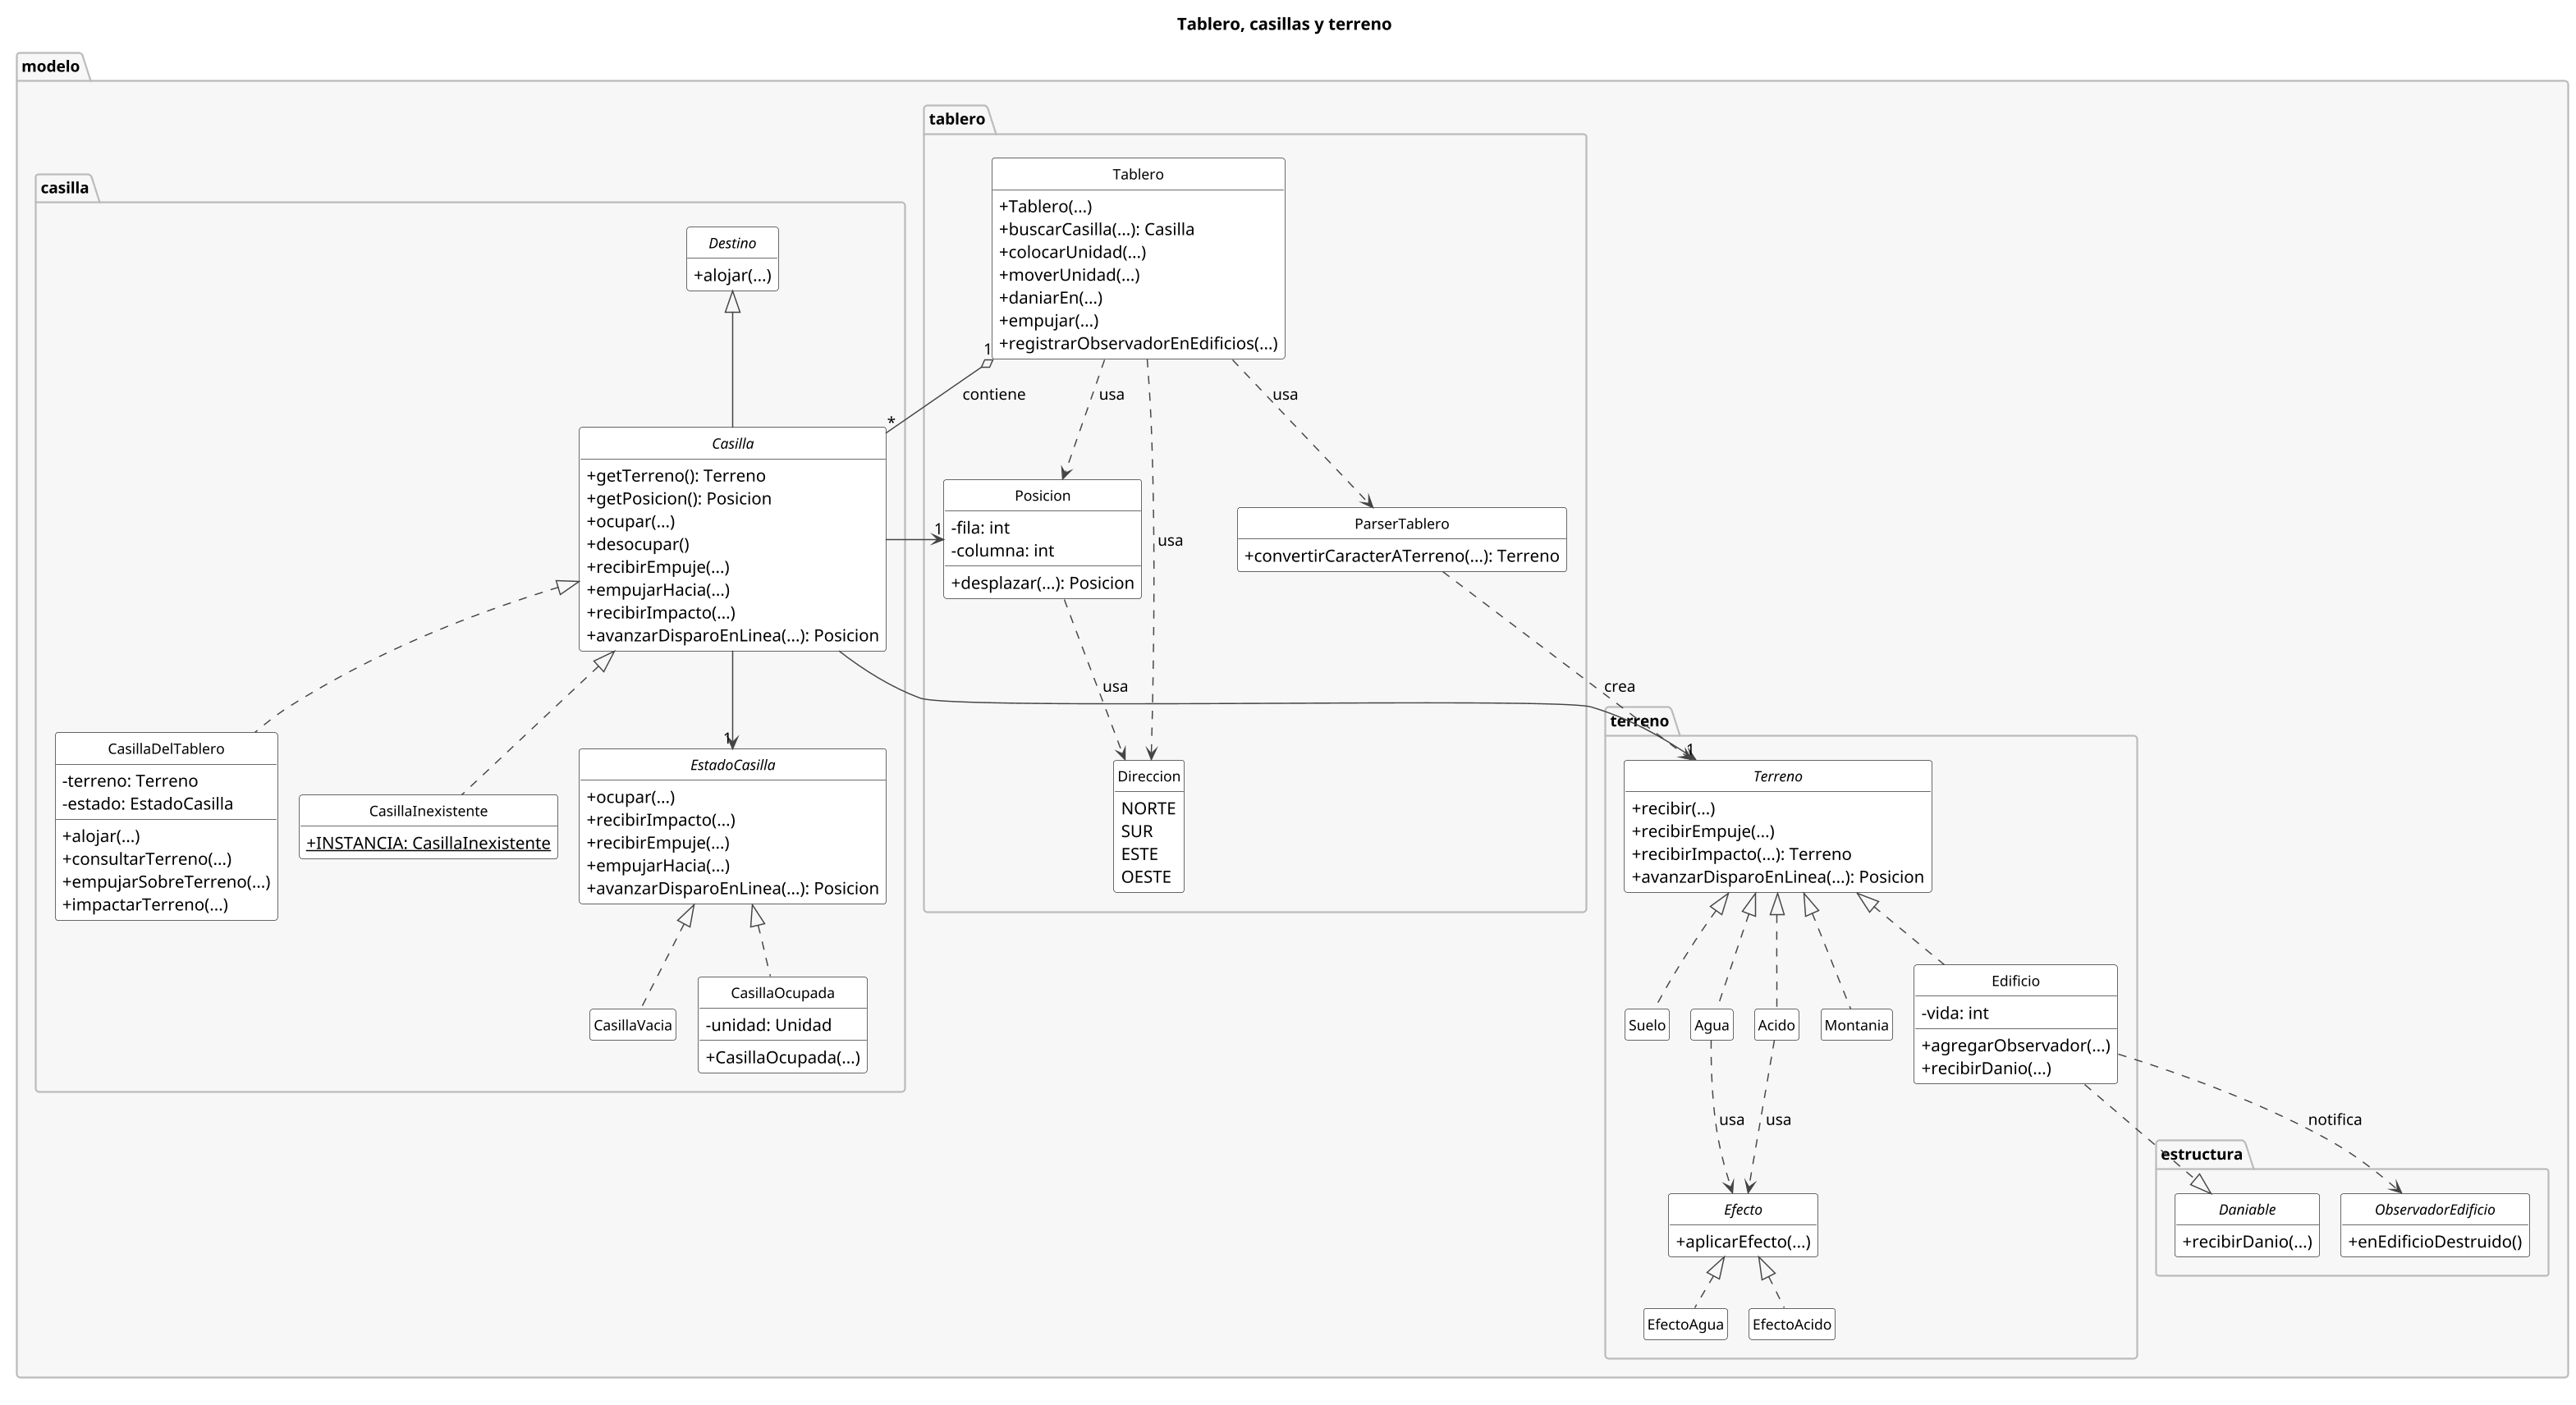 Tablero, casillas y terreno
modelo
casilla
Destino
+alojar(...)
Casilla
+getTerreno(): Terreno
+getPosicion(): Posicion
+ocupar(...)
+desocupar()
+recibirEmpuje(...)
+empujarHacia(...)
+recibirImpacto(...)
+avanzarDisparoEnLinea(...): Posicion
CasillaDelTablero
-terreno: Terreno
-estado: EstadoCasilla
+alojar(...)
+consultarTerreno(...)
+empujarSobreTerreno(...)
+impactarTerreno(...)
CasillaInexistente
+INSTANCIA: CasillaInexistente
1
EstadoCasilla
+ocupar(...)
+recibirImpacto(...)
+recibirEmpuje(...)
+empujarHacia(...)
+avanzarDisparoEnLinea(...): Posicion
CasillaVacia
CasillaOcupada
-unidad: Unidad
+CasillaOcupada(...)
tablero
Tablero
+Tablero(...)
+buscarCasilla(...): Casilla
+colocarUnidad(...)
+moverUnidad(...)
+daniarEn(...)
+empujar(...)
+registrarObservadorEnEdificios(...)
1
contiene
*
usa
usa
usa
1
Posicion
-fila: int
-columna: int
+desplazar(...): Posicion
ParserTablero
+convertirCaracterATerreno(...): Terreno
usa
crea
Direccion
NORTE
SUR
ESTE
OESTE
terreno
1
Terreno
+recibir(...)
+recibirEmpuje(...)
+recibirImpacto(...): Terreno
+avanzarDisparoEnLinea(...): Posicion
Suelo
Agua
Acido
Montania
Edificio
-vida: int
+agregarObservador(...)
+recibirDanio(...)
usa
usa
notifica
Efecto
+aplicarEfecto(...)
EfectoAgua
EfectoAcido
estructura
Daniable
+recibirDanio(...)
ObservadorEdificio
+enEdificioDestruido()